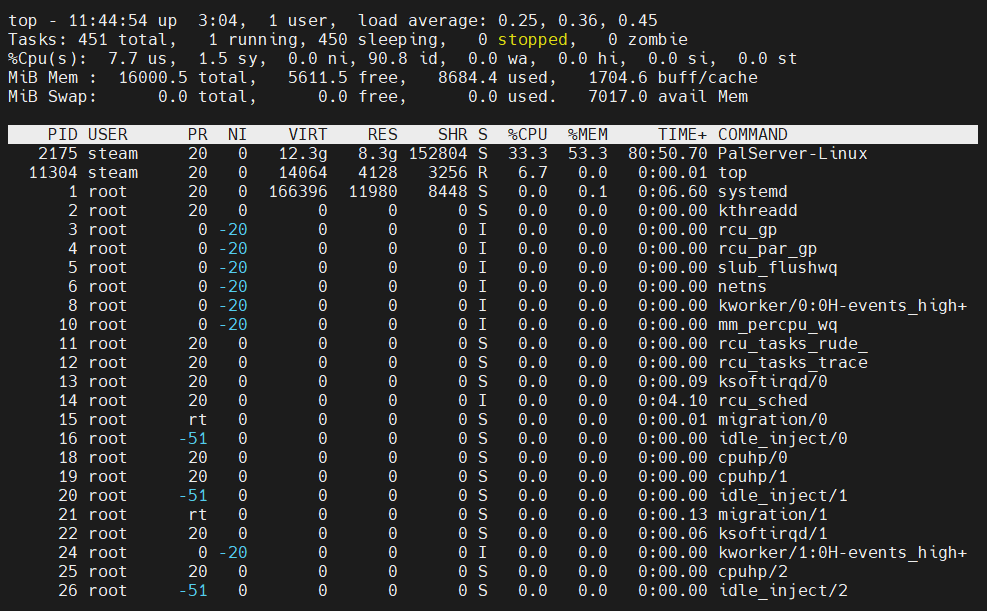 top - 11:44:54 up  3:04,  1 user,  load average: 0.25, 0.36, 0.45
Tasks: 451 total,   1 running, 450 sleeping,   0 stopped,   0 zombie
%Cpu(s):  7.7 us,  1.5 sy,  0.0 ni, 90.8 id,  0.0 wa,  0.0 hi,  0.0 si,  0.0 st
MiB Mem :  16000.5 total,   5611.5 free,   8684.4 used,   1704.6 buff/cache
MiB Swap:      0.0 total,      0.0 free,      0.0 used.   7017.0 avail Mem
    PID USER      PR  NI    VIRT    RES    SHR S  %CPU  %MEM     TIME+ COMMAND
   2175 steam     20   0   12.3g   8.3g 152804 S  33.3  53.3  80:50.70 PalServer-Linux
  11304 steam     20   0   14064   4128   3256 R   6.7   0.0   0:00.01 top
      1 root      20   0  166396  11980   8448 S   0.0   0.1   0:06.60 systemd
      2 root      20   0       0      0      0 S   0.0   0.0   0:00.00 kthreadd
      3 root       0 -20       0      0      0 I   0.0   0.0   0:00.00 rcu_gp
      4 root       0 -20       0      0      0 I   0.0   0.0   0:00.00 rcu_par_gp
      5 root       0 -20       0      0      0 I   0.0   0.0   0:00.00 slub_flushwq
      6 root       0 -20       0      0      0 I   0.0   0.0   0:00.00 netns
      8 root       0 -20       0      0      0 I   0.0   0.0   0:00.00 kworker/0:0H-events_high+
     10 root       0 -20       0      0      0 I   0.0   0.0   0:00.00 mm_percpu_wq
     11 root      20   0       0      0      0 S   0.0   0.0   0:00.00 rcu_tasks_rude_
     12 root      20   0       0      0      0 S   0.0   0.0   0:00.00 rcu_tasks_trace
     13 root      20   0       0      0      0 S   0.0   0.0   0:00.09 ksoftirqd/0
     14 root      20   0       0      0      0 I   0.0   0.0   0:04.10 rcu_sched
     15 root      rt   0       0      0      0 S   0.0   0.0   0:00.01 migration/0
     16 root     -51   0       0      0      0 S   0.0   0.0   0:00.00 idle_inject/0
     18 root      20   0       0      0      0 S   0.0   0.0   0:00.00 cpuhp/0
     19 root      20   0       0      0      0 S   0.0   0.0   0:00.00 cpuhp/1
     20 root     -51   0       0      0      0 S   0.0   0.0   0:00.00 idle_inject/1
     21 root      rt   0       0      0      0 S   0.0   0.0   0:00.13 migration/1
     22 root      20   0       0      0      0 S   0.0   0.0   0:00.06 ksoftirqd/1
     24 root       0 -20       0      0      0 I   0.0   0.0   0:00.00 kworker/1:0H-events_high+
     25 root      20   0       0      0      0 S   0.0   0.0   0:00.00 cpuhp/2
     26 root     -51   0       0      0      0 S   0.0   0.0   0:00.00 idle_inject/2